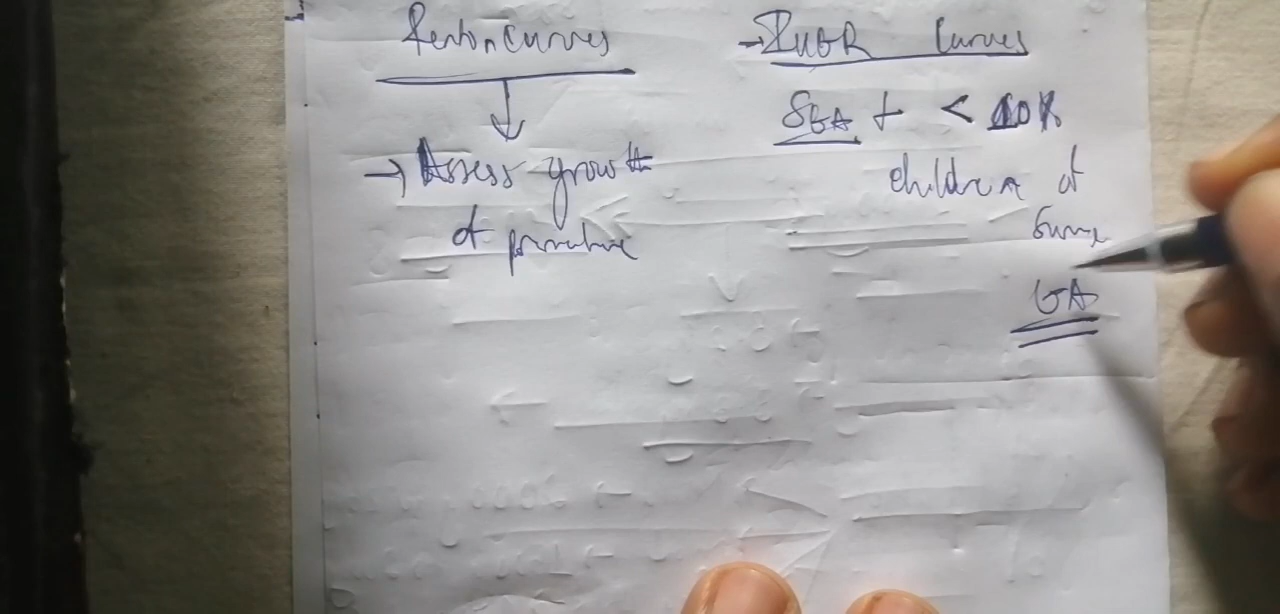 Fenton Curves
→ Assess growth
of premature
→ IUGR Curves
SGA + < 10%
children of
same
GA